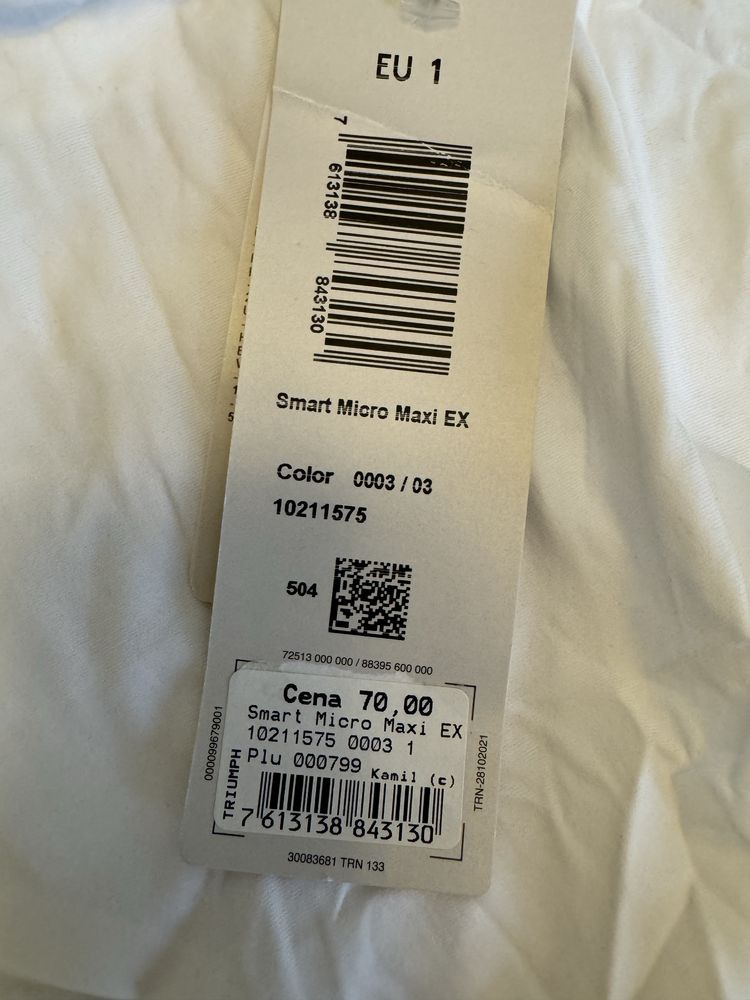 EU 1
7 613138 843130
Smart Micro Maxi EX
Color 0003 / 03
10211575
504
72513 000 000 / 88395 600 000
Cena 70,00
Smart Micro Maxi EX
10211575 0003 1
Plu 000799 Kamil (c)
TRIUMPH
7 613138 843130
000099679001
TRN-28102021
30083681 TRN 133